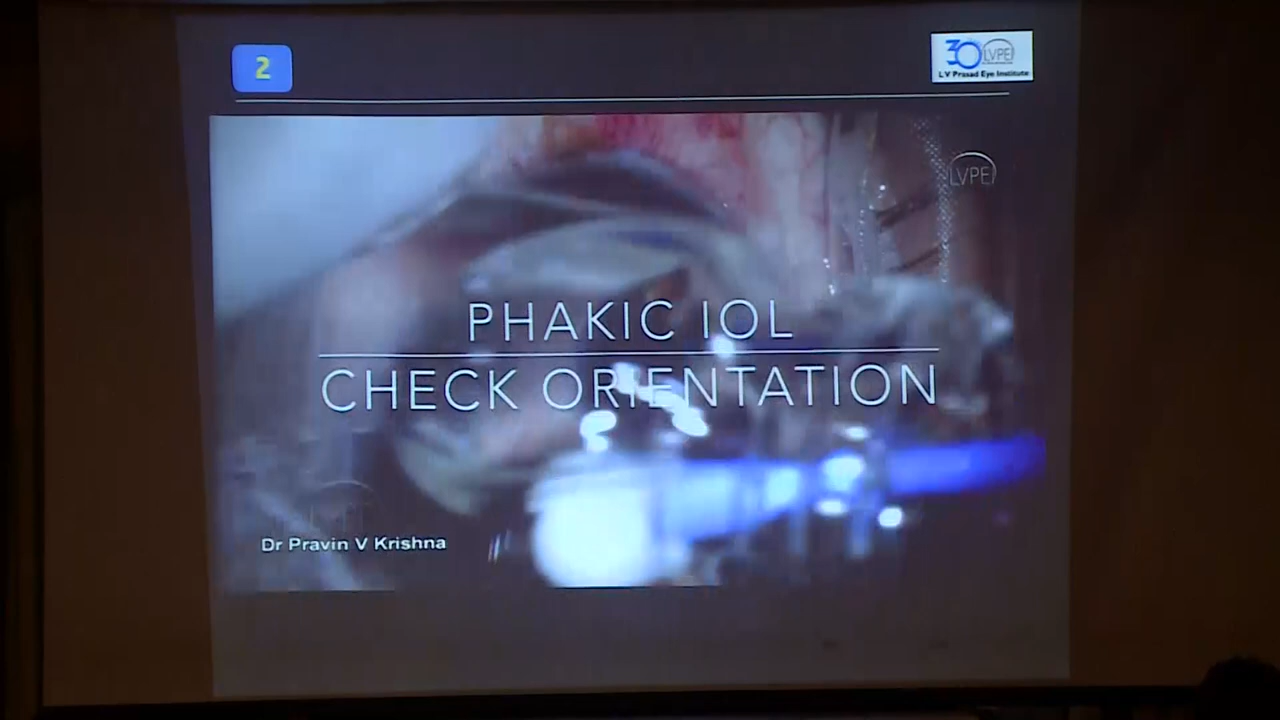 2
30 LVPEI
L V Prasad Eye Institute
LVPEI
PHAKIC IOL
CHECK ORIENTATION
Dr Pravin V Krishna